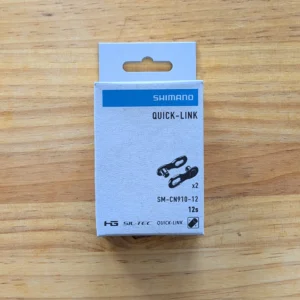 SHIMANO
QUICK-LINK
x2
SM-CN910-12
12s
HG SIL-TEC QUICK-LINK